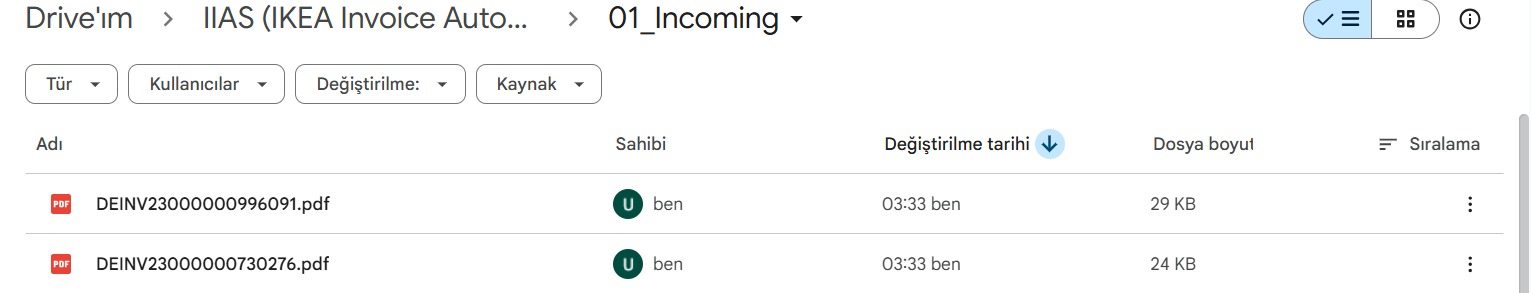 Drive'ım > IIAS (IKEA Invoice Auto... > 01_Incoming
Tür Kullanıcılar Değiştirilme: Kaynak
Adı Sahibi Değiştirilme tarihi Dosya boyut Sıralama
PDF DEINV23000000996091.pdf U ben 03:33 ben 29 KB
PDF DEINV23000000730276.pdf U ben 03:33 ben 24 KB